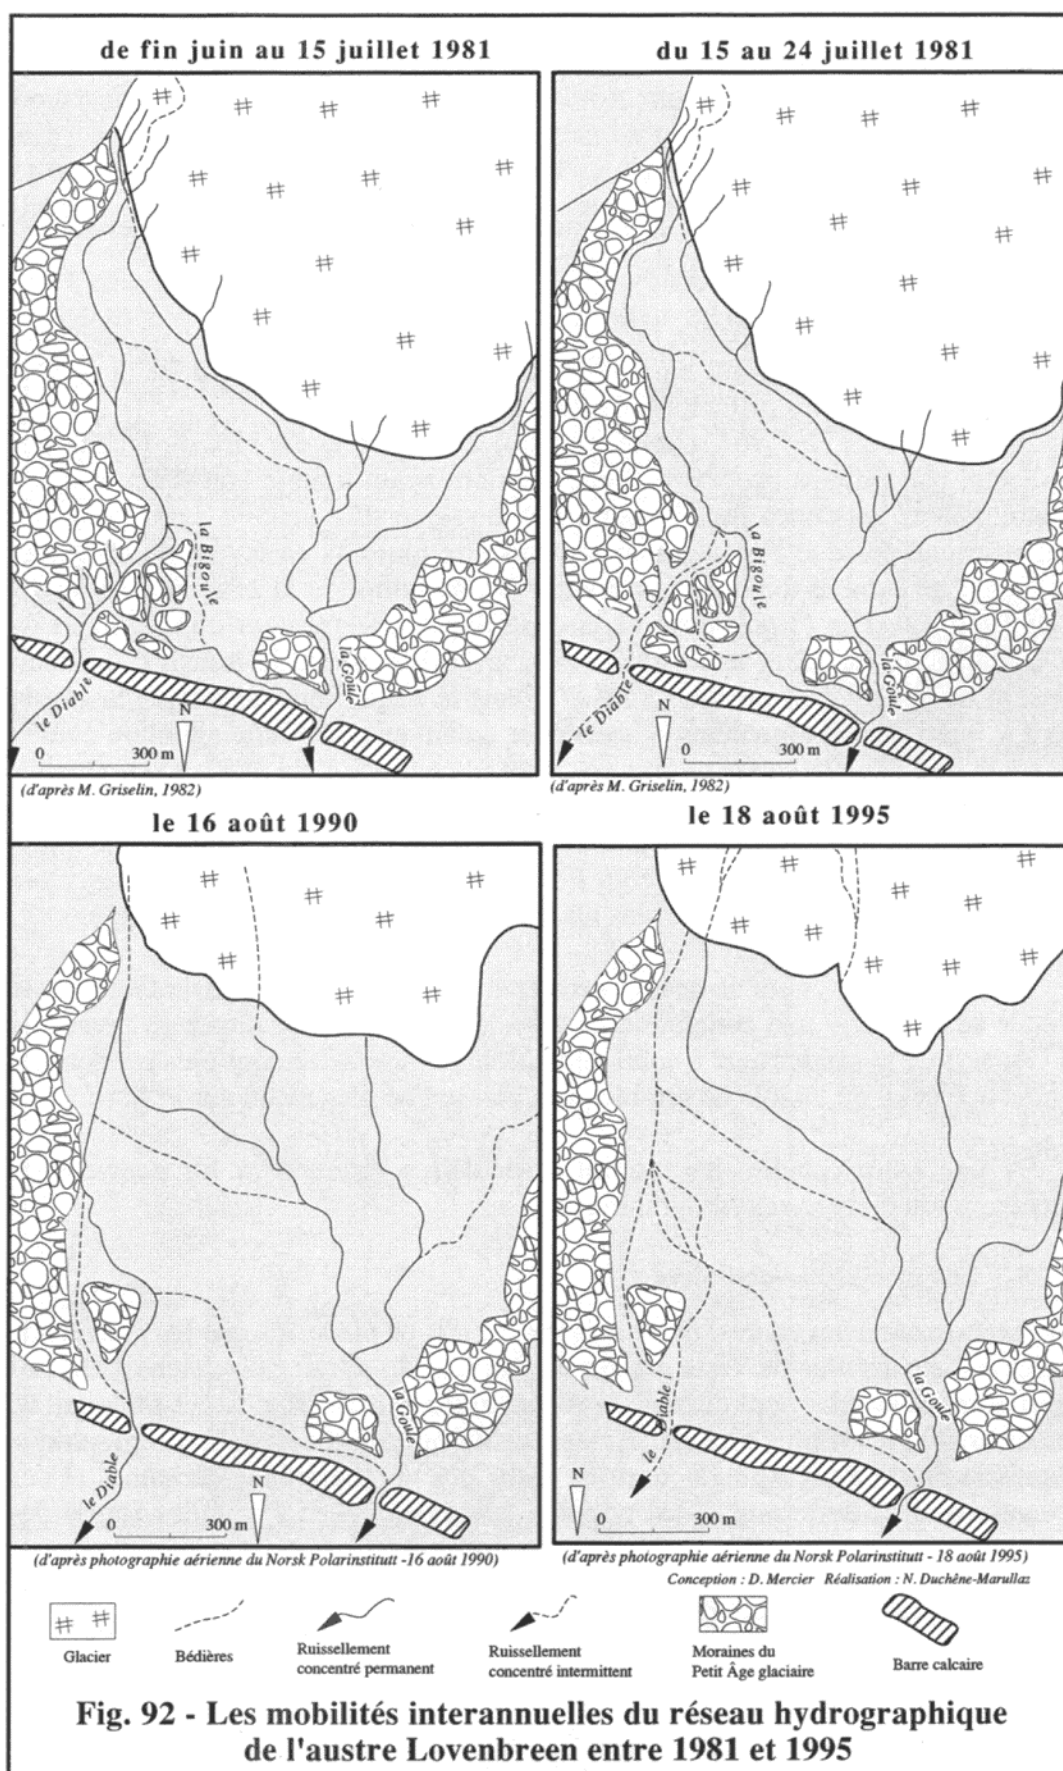 de fin juin au 15 juillet 1981
du 15 au 24 juillet 1981
la Bigoule
la Goule
le Diable
N
0 300 m
la Bigoule
la Goule
le Diable
N
0 300 m
(d'après M. Griselin, 1982)
(d'après M. Griselin, 1982)
le 16 août 1990
le 18 août 1995
la Goule
le Diable
N
0 300 m
la Goule
le Diable
N
0 300 m
(d'après photographie aérienne du Norsk Polarinstitutt -16 août 1990)
(d'après photographie aérienne du Norsk Polarinstitutt - 18 août 1995)
Conception : D. Mercier Réalisation : N. Duchêne-Marullaz
Glacier
Bédières
Ruissellement
concentré permanent
Ruissellement
concentré intermittent
Moraines du
Petit Âge glaciaire
Barre calcaire
Fig. 92 - Les mobilités interannuelles du réseau hydrographique
de l'austre Lovenbreen entre 1981 et 1995